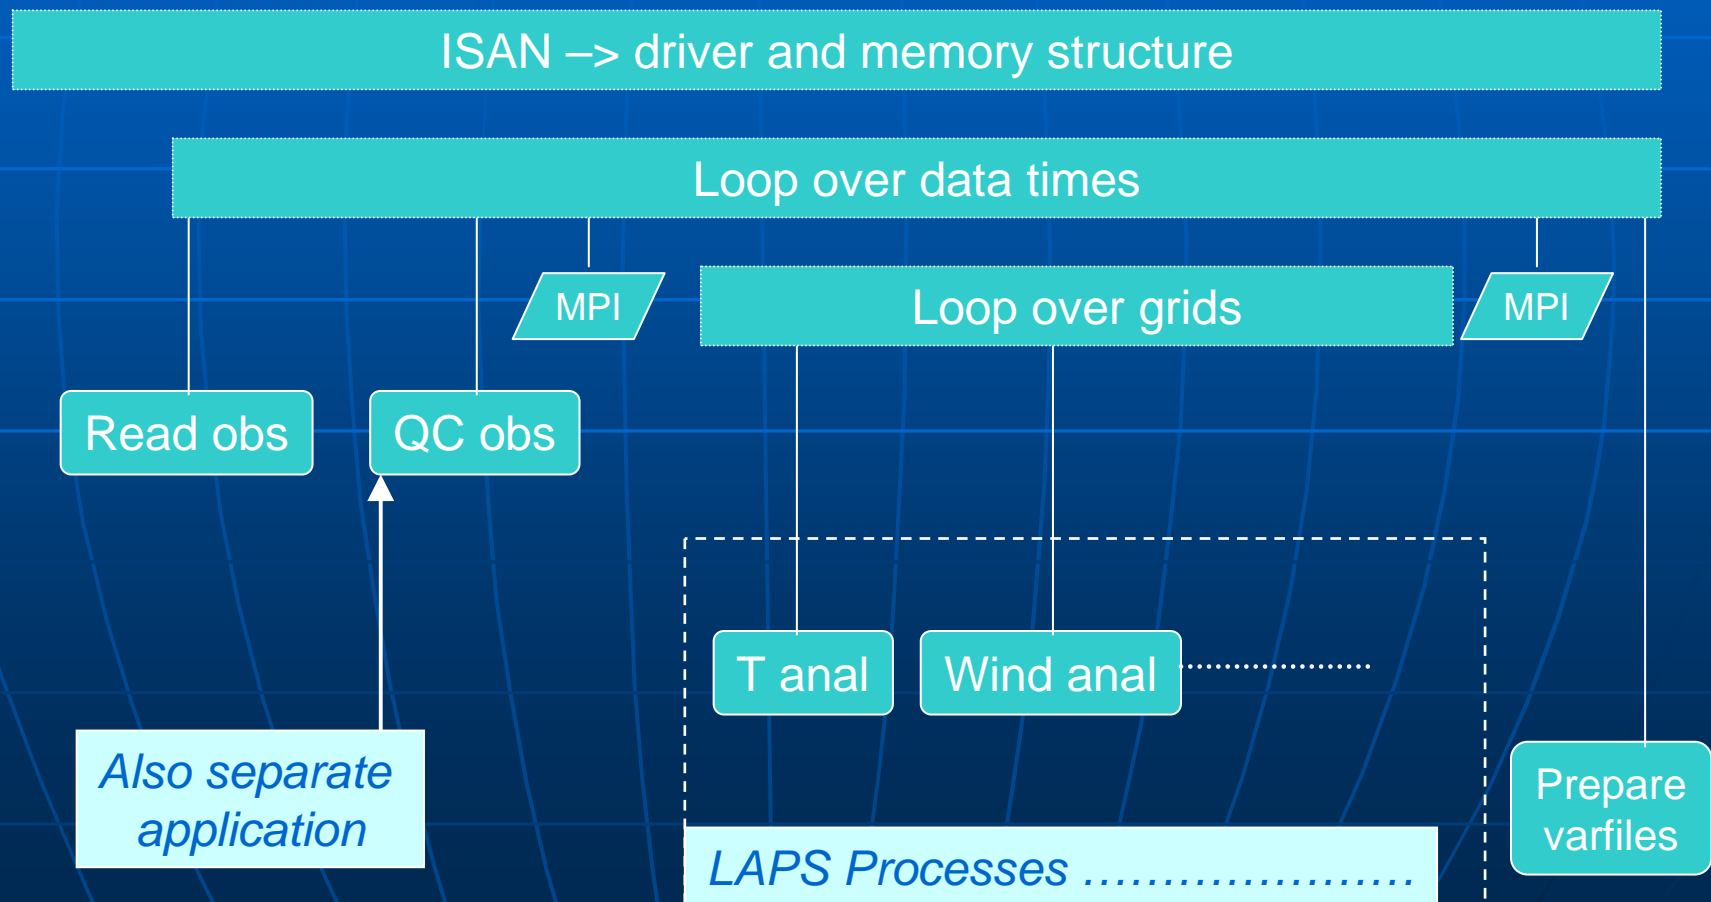 ISAN –> driver and memory structure
Loop over data times
MPI
Loop over grids
MPI
Read obs
QC obs
T anal
Wind anal
Also separate
application
Prepare
varfiles
LAPS Processes …………………